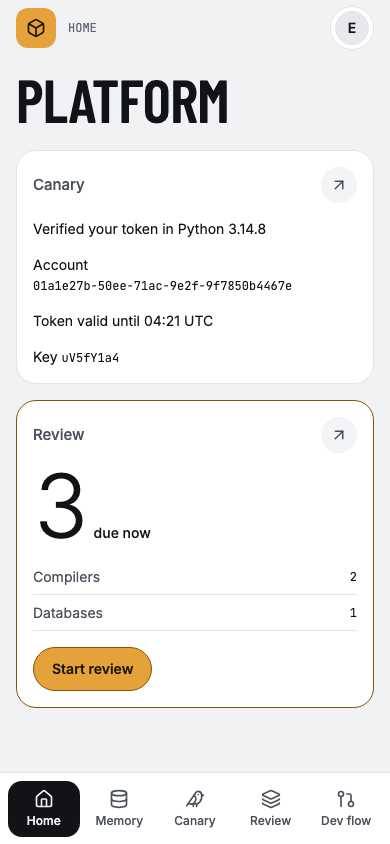 HOME
E
PLATFORM
Canary
Verified your token in Python 3.14.8
Account
01a1e27b-50ee-71ac-9e2f-9f7850b4467e
Token valid until 04:21 UTC
Key uV5fY1a4
Review
3 due now
Compilers 2
Databases 1
Start review
Home Memory Canary Review Dev flow